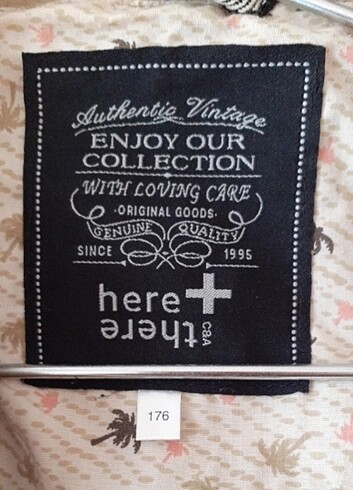 Authentic Vintage
ENJOY OUR
COLLECTION
WITH LOVING CARE
·ORIGINAL GOODS·
GENUINE QUALITY
SINCE 1995
here+
there
C&A
176